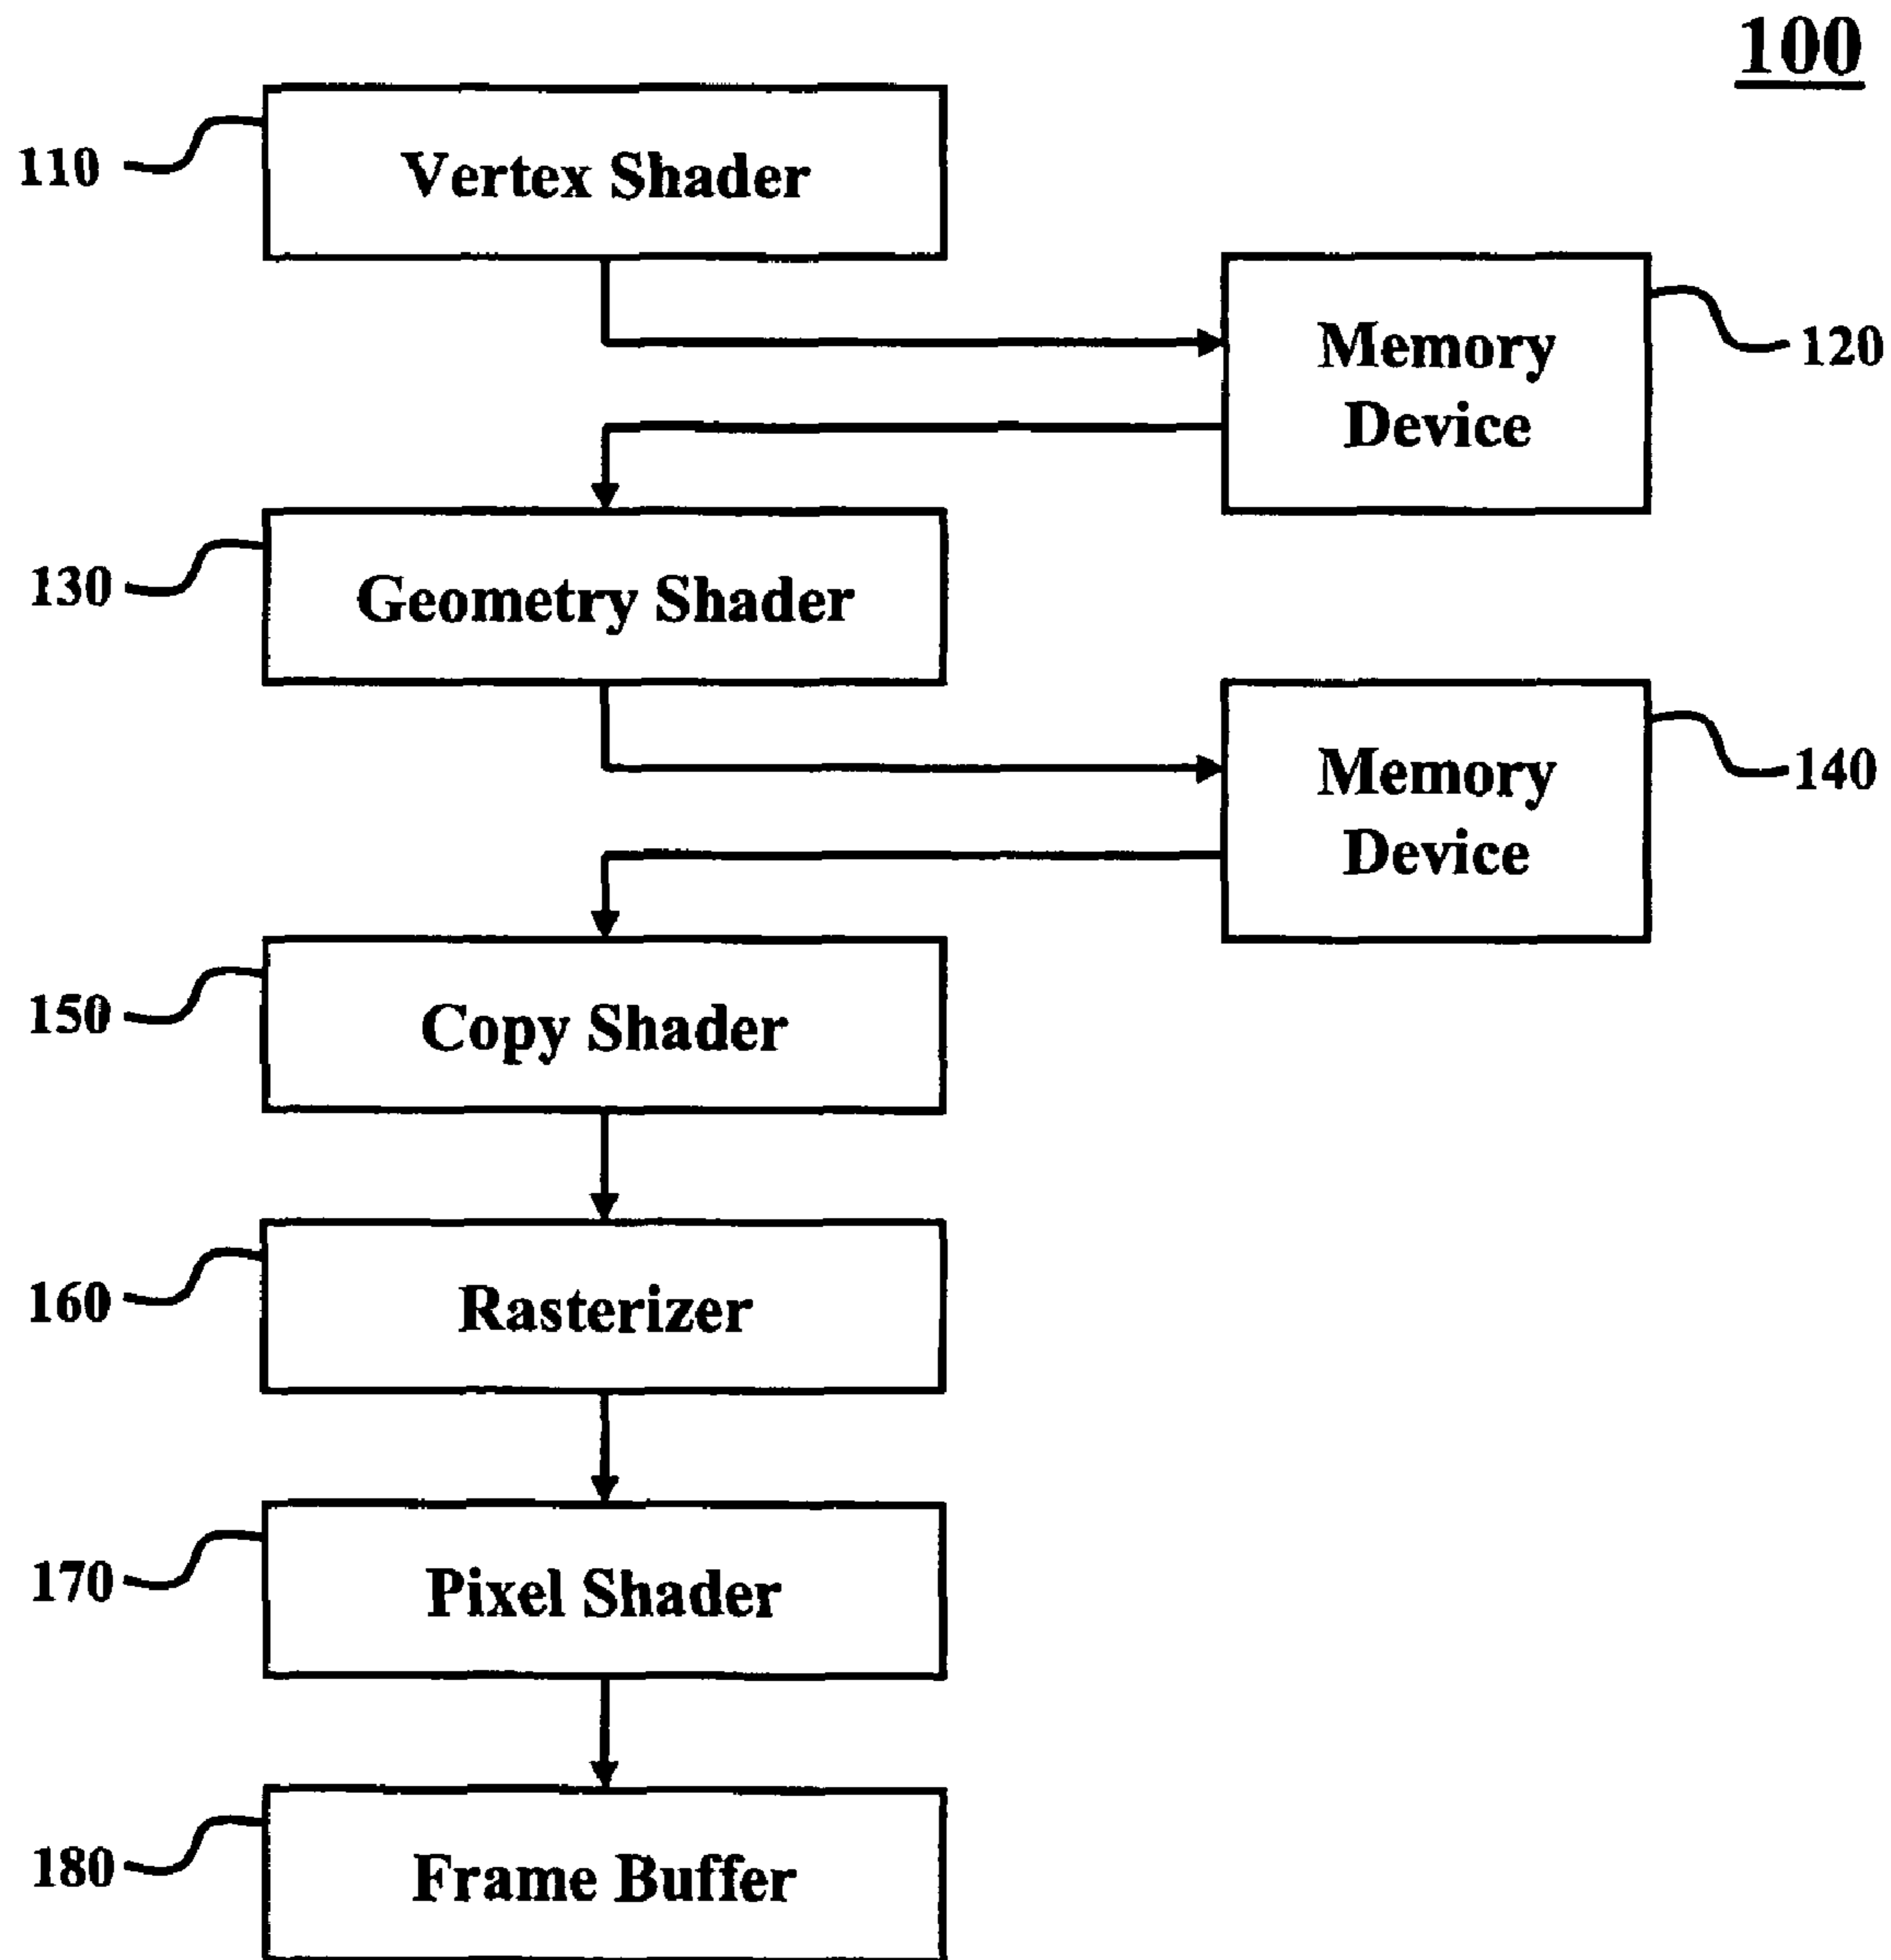 100
110
Vertex Shader
Memory
Device
120
130
Geometry Shader
Memory
Device
140
150
Copy Shader
160
Rasterizer
170
Pixel Shader
180
Frame Buffer